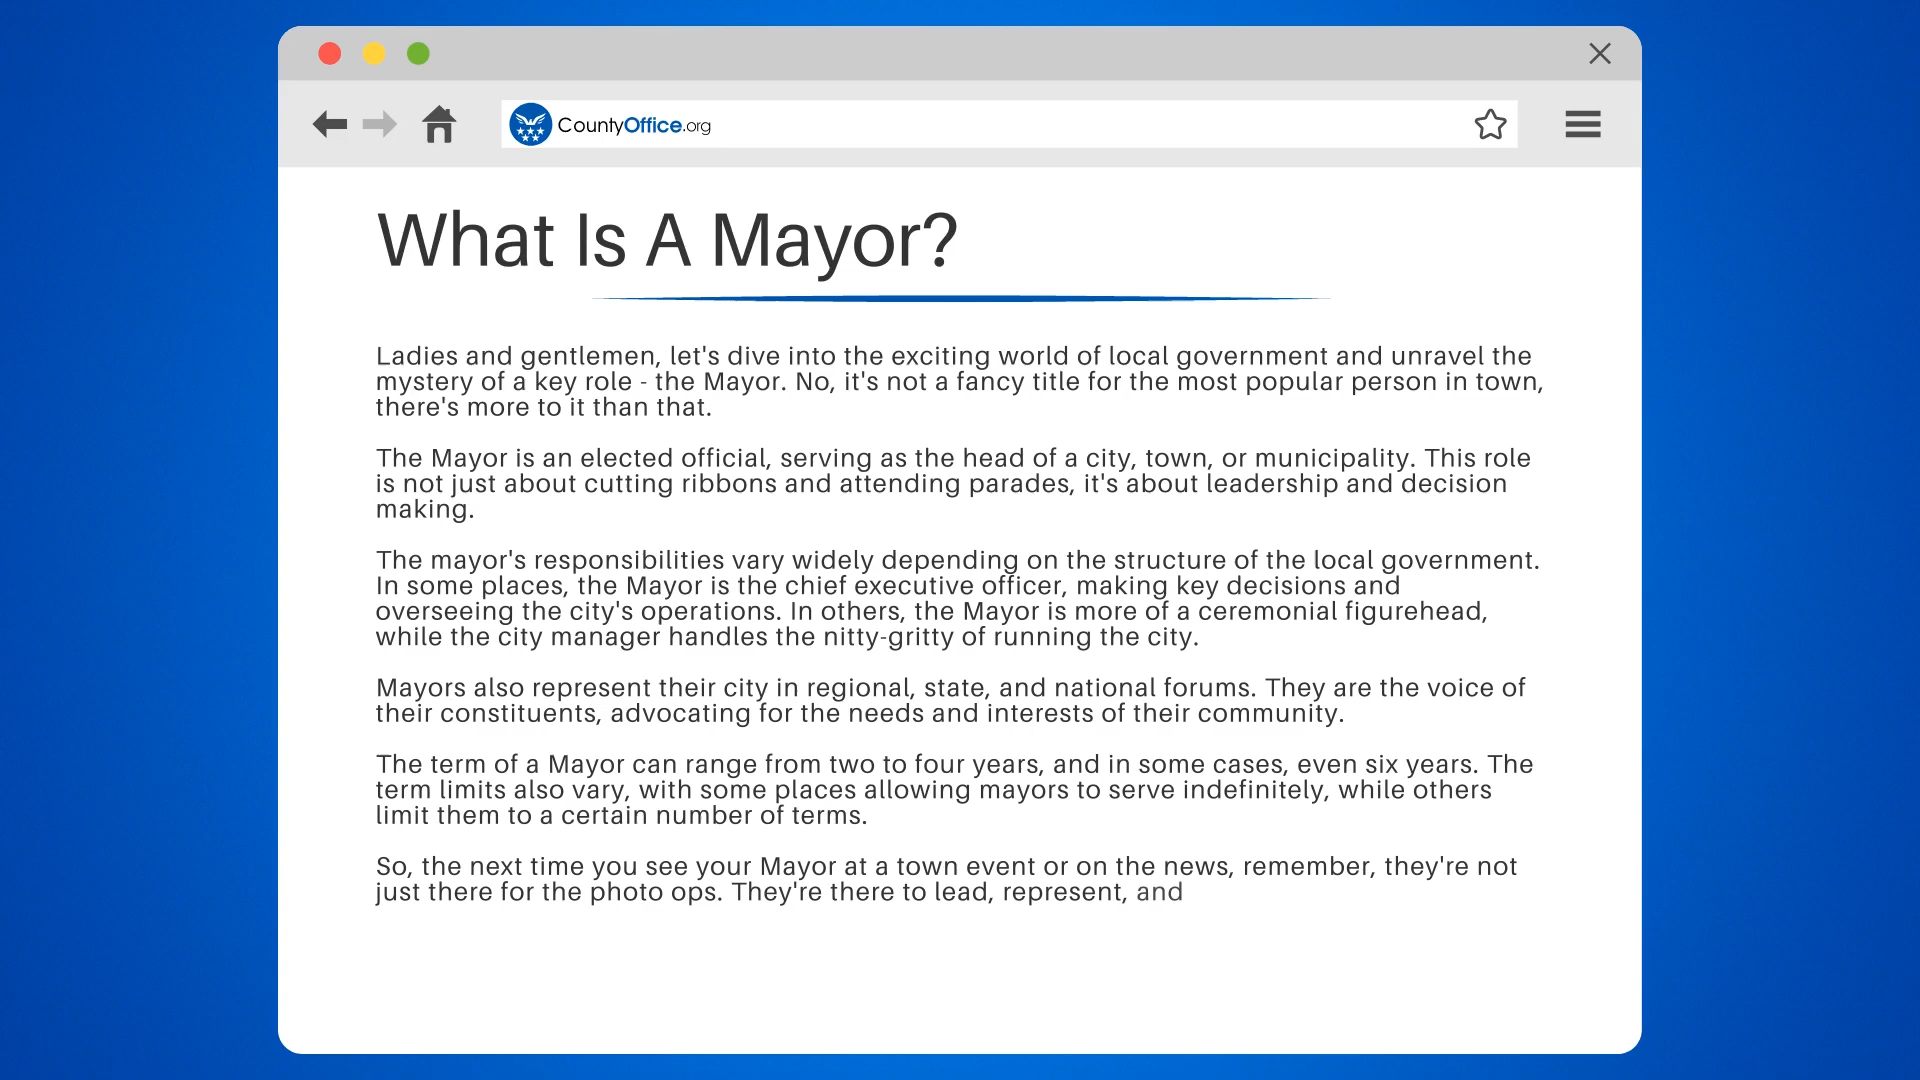 CountyOffice.org
What Is A Mayor?
Ladies and gentlemen, let's dive into the exciting world of local government and unravel the
mystery of a key role - the Mayor. No, it's not a fancy title for the most popular person in town,
there's more to it than that.
The Mayor is an elected official, serving as the head of a city, town, or municipality. This role
is not just about cutting ribbons and attending parades, it's about leadership and decision
making.
The mayor's responsibilities vary widely depending on the structure of the local government.
In some places, the Mayor is the chief executive officer, making key decisions and
overseeing the city's operations. In others, the Mayor is more of a ceremonial figurehead,
while the city manager handles the nitty-gritty of running the city.
Mayors also represent their city in regional, state, and national forums. They are the voice of
their constituents, advocating for the needs and interests of their community.
The term of a Mayor can range from two to four years, and in some cases, even six years. The
term limits also vary, with some places allowing mayors to serve indefinitely, while others
limit them to a certain number of terms.
So, the next time you see your Mayor at a town event or on the news, remember, they're not
just there for the photo ops. They're there to lead, represent, and